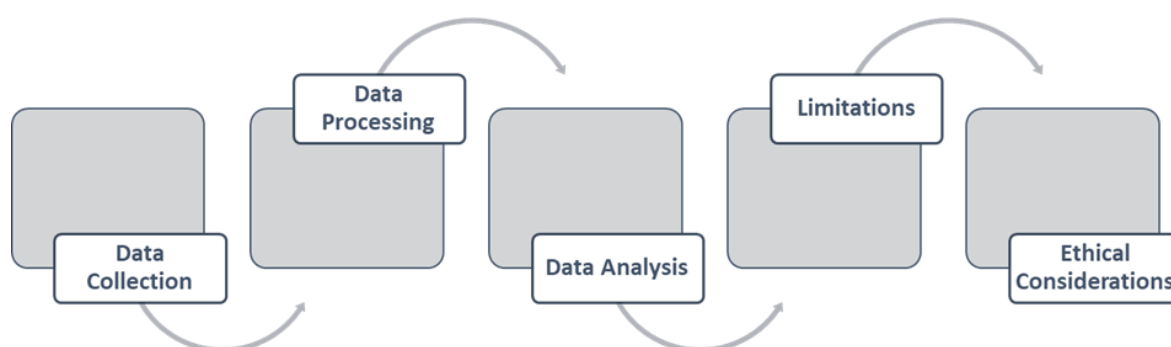 Data
Collection
Data
Processing
Data Analysis
Limitations
Ethical
Considerations